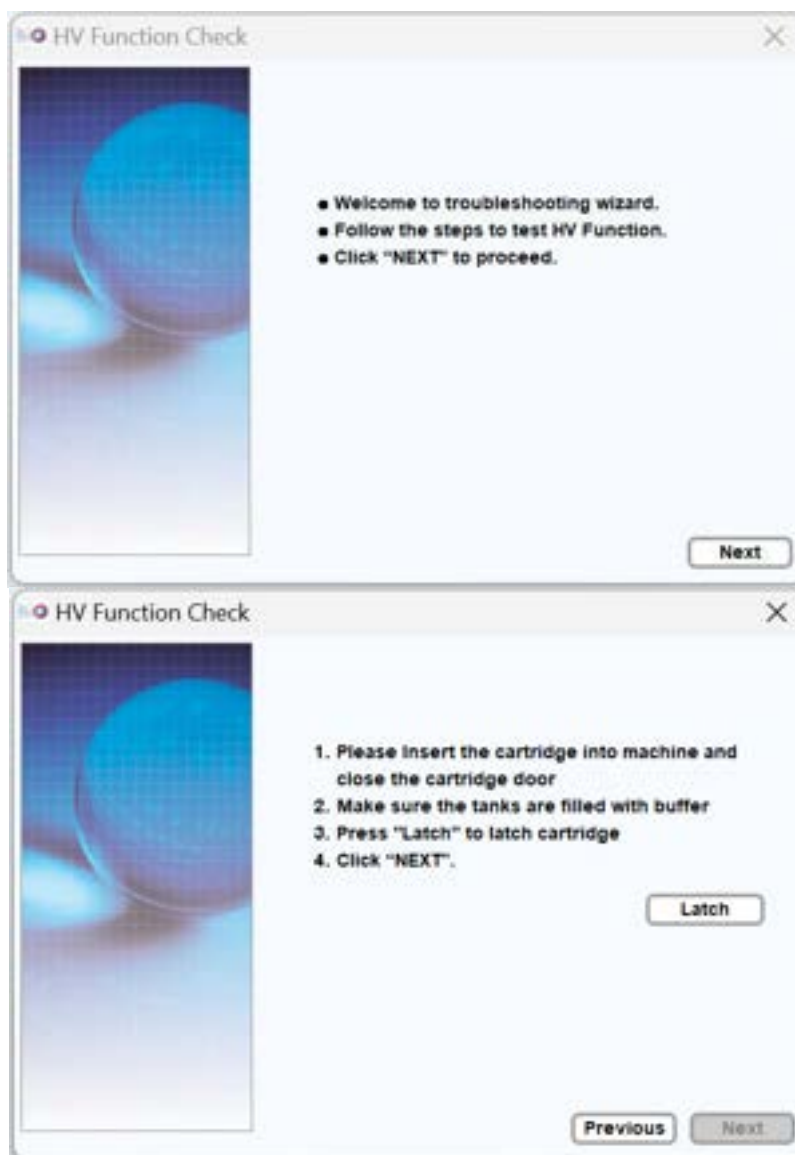 HV Function Check
• Welcome to troubleshooting wizard.
• Follow the steps to test HV Function.
• Click “NEXT” to proceed.
Next
HV Function Check
1. Please Insert the cartridge into machine and
close the cartridge door
2. Make sure the tanks are filled with buffer
3. Press "Latch" to latch cartridge
4. Click “NEXT”.
Latch
Previous Next